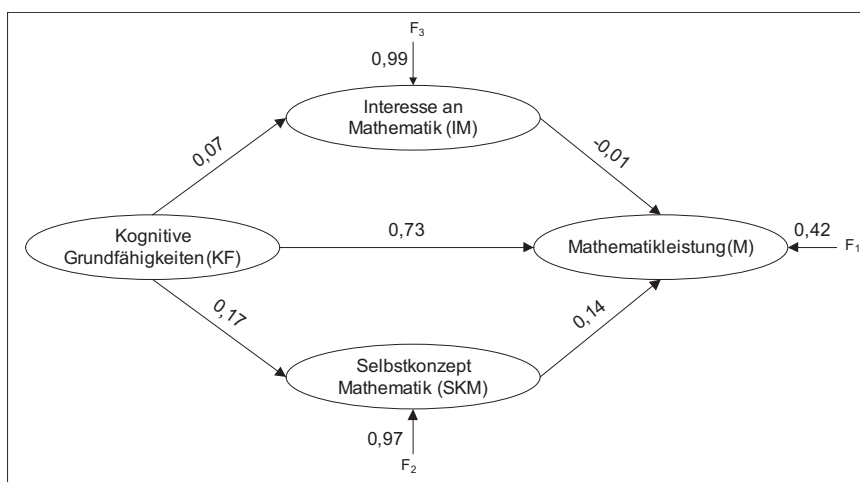 F3
0,99
Interesse an
Mathematik (IM)
0,07
-0,01
Kognitive
Grundfähigkeiten (KF)
0,73
Mathematikleistung (M)
0,42
F1
0,17
0,14
Selbstkonzept
Mathematik (SKM)
0,97
F2